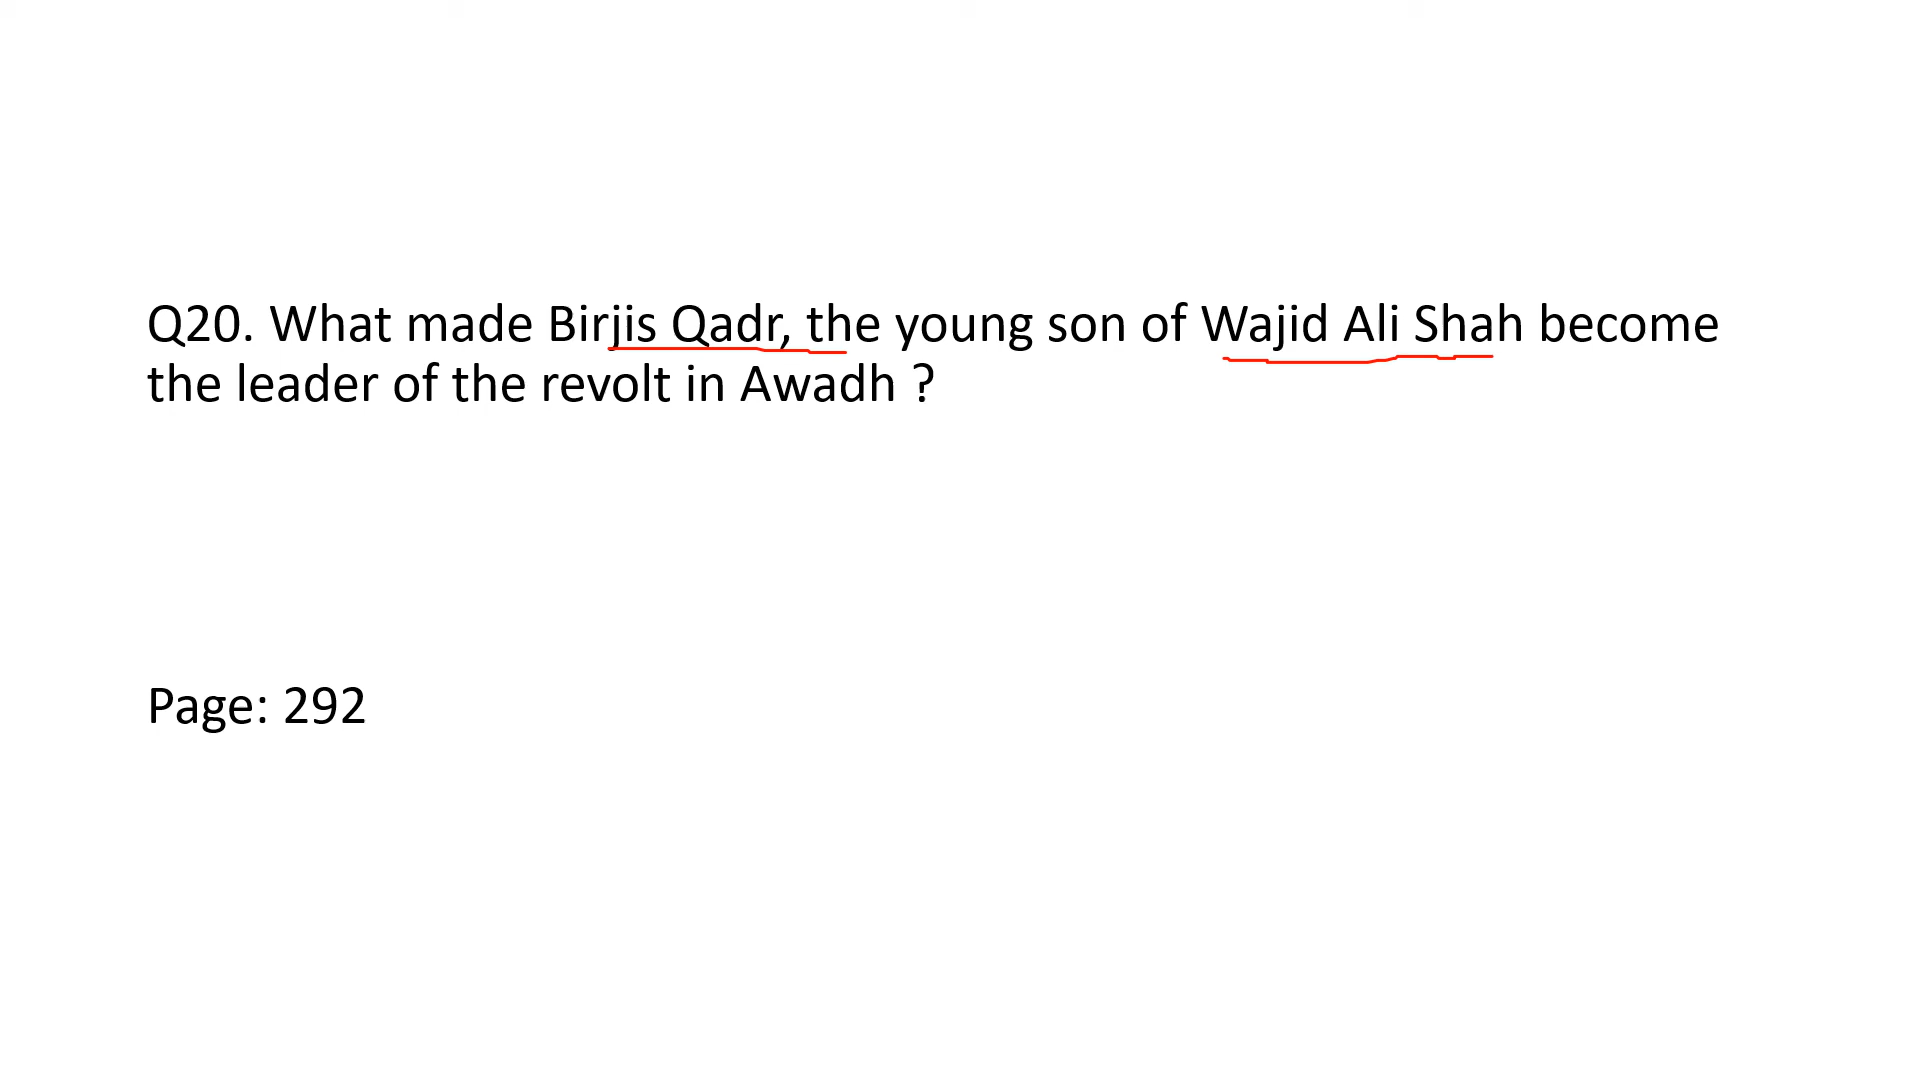 Q20. What made Birjis Qadr, the young son of Wajid Ali Shah become
the leader of the revolt in Awadh ?
Page: 292